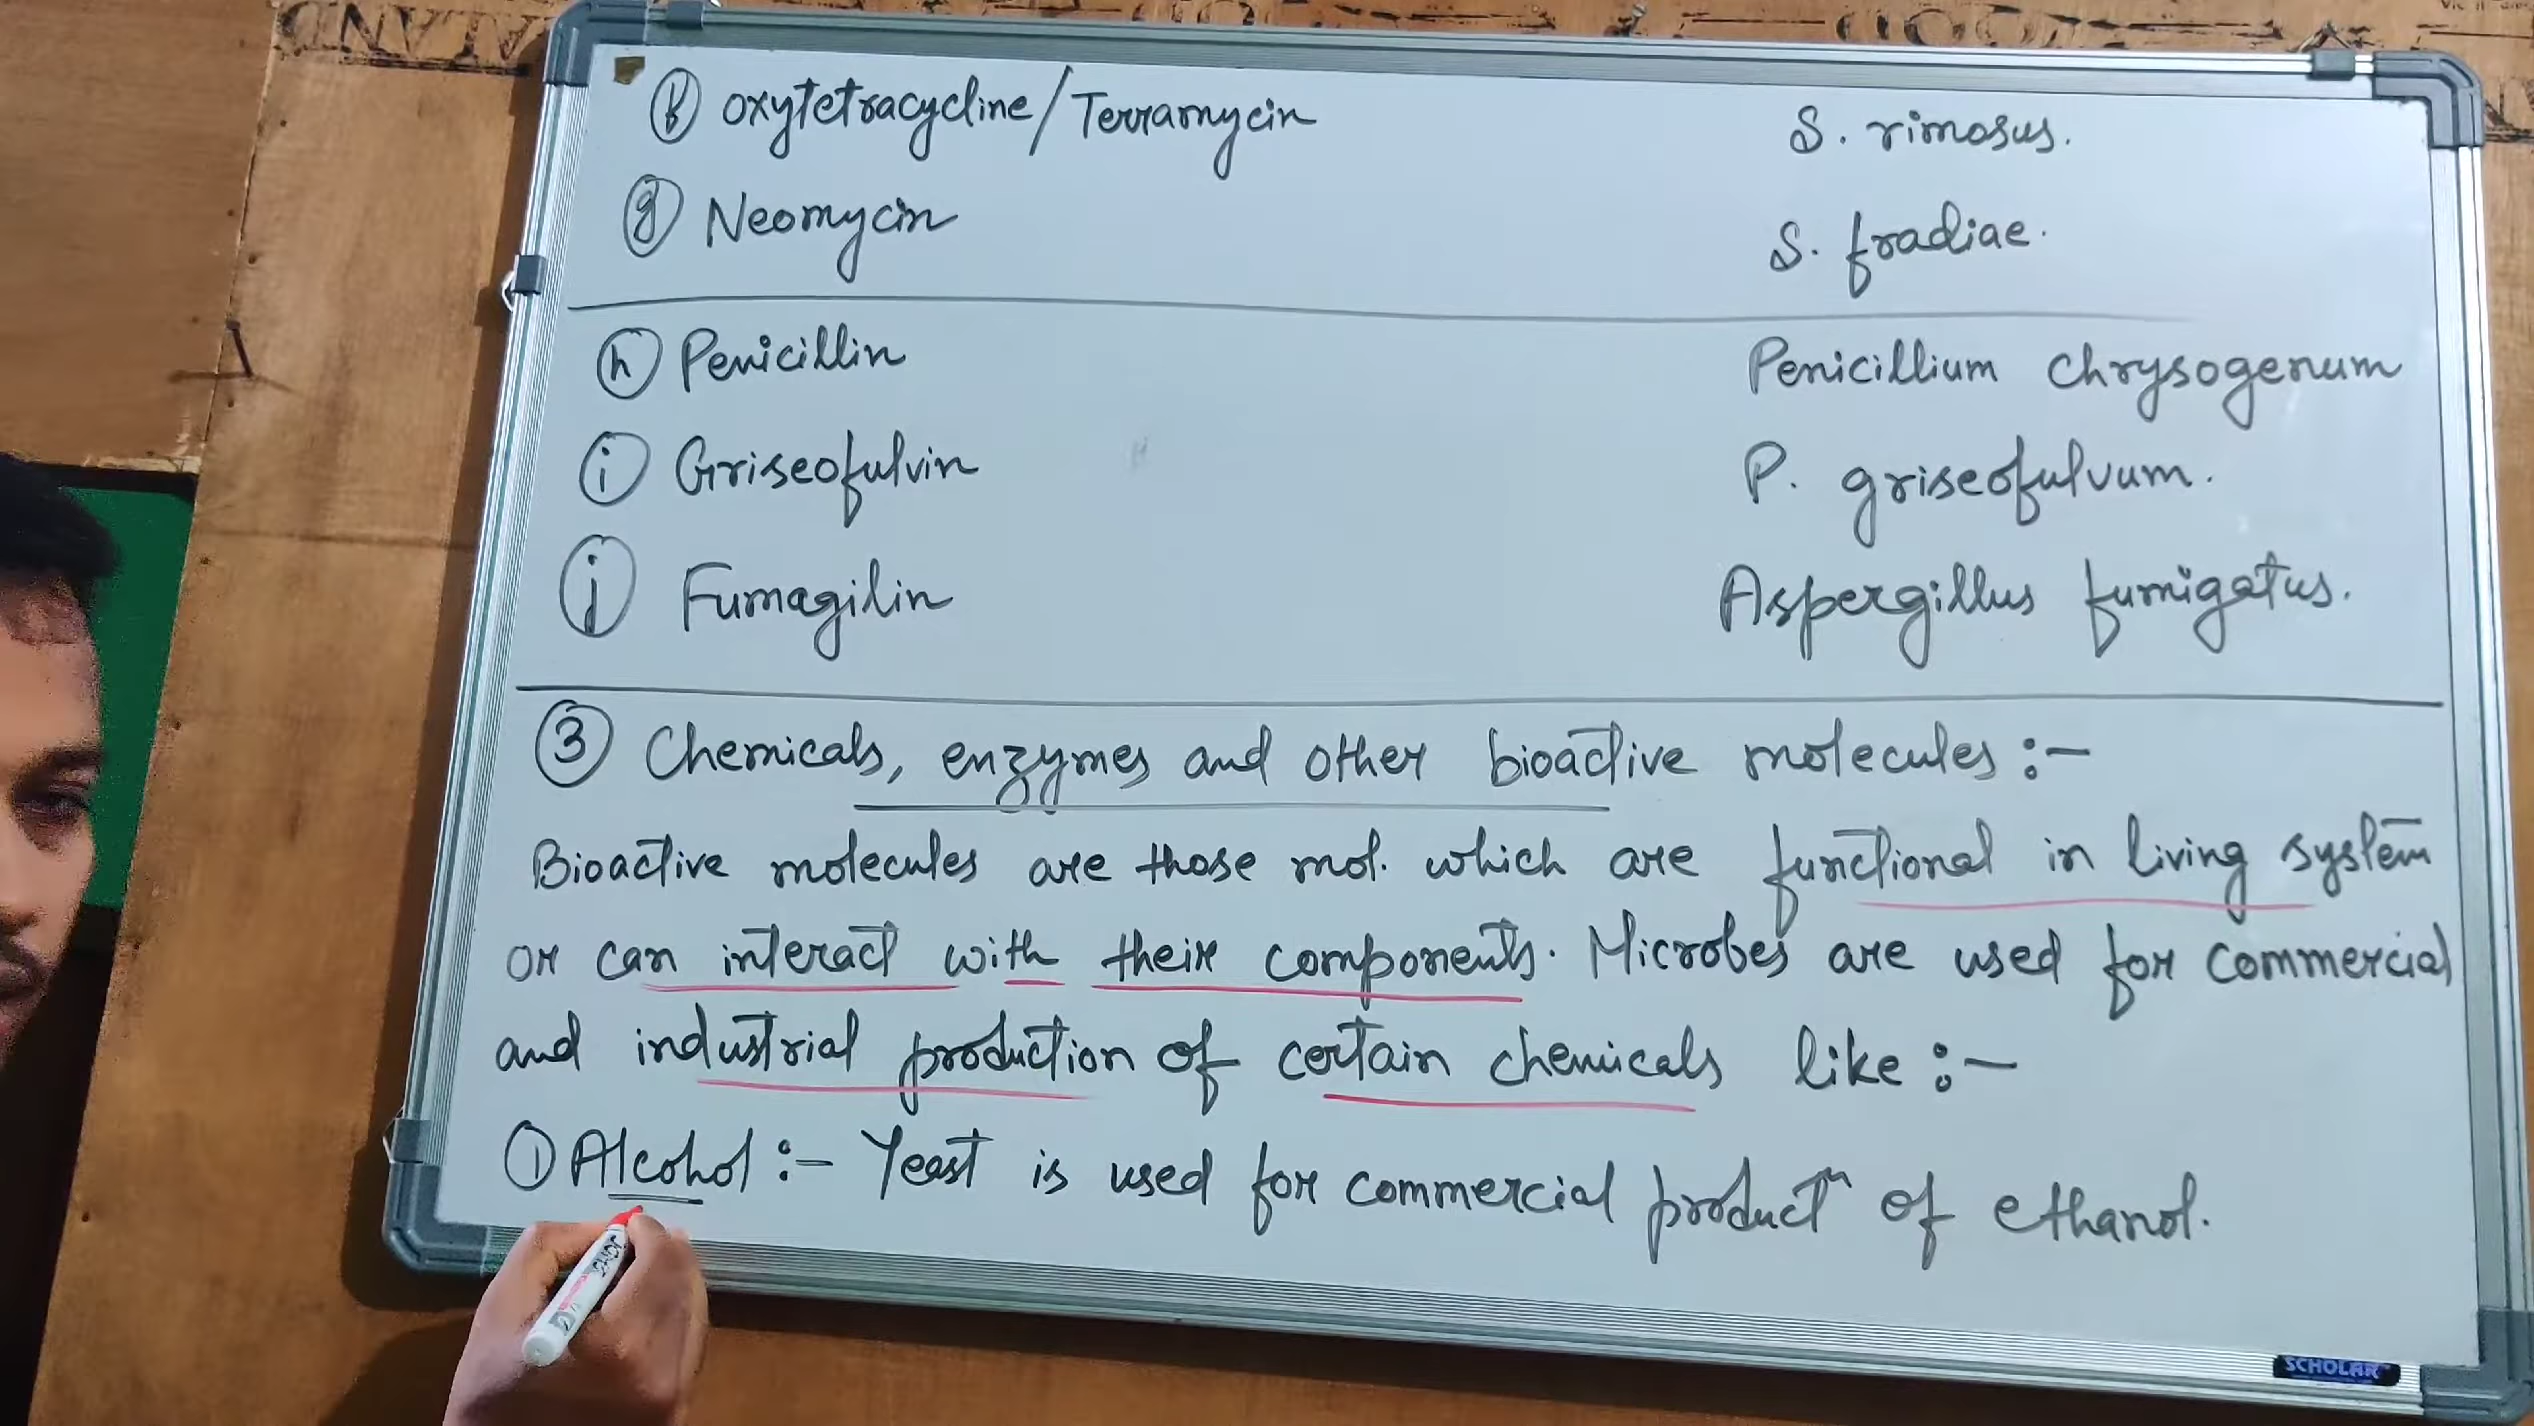 (f) Oxytetracycline/Terramycin S. rimosus.
(g) Neomycin S. fradiae.
(h) Penicillin Penicillium chrysogenum
(i) Griseofulvin P. griseofulvum.
(j) Fumagilin Aspergillus fumigatus.
(3) Chemicals, enzymes and other bioactive molecules :-
Bioactive molecules are those mol. which are functional in living system
or can interact with their components. Microbes are used for commercial
and industrial production of certain chemicals like :-
(1) Alcohol :- Yeast is used for commercial productn of ethanol.
SCHOLAR